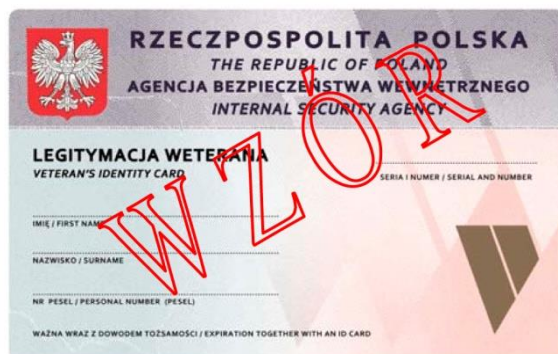 RZECZPOSPOLITA POLSKA
THE REPUBLIC OF POLAND
AGENCJA BEZPIECZEŃSTWA WEWNĘTRZNEGO
INTERNAL SECURITY AGENCY
LEGITYMACJA WETERANA
VETERAN'S IDENTITY CARD
SERIA I NUMER / SERIAL AND NUMBER
IMIĘ / FIRST NAME
NAZWISKO / SURNAME
NR PESEL / PERSONAL NUMBER (PESEL)
WAŻNA WRAZ Z DOWODEM TOŻSAMOŚCI / EXPIRATION TOGETHER WITH AN ID CARD
WZÓR